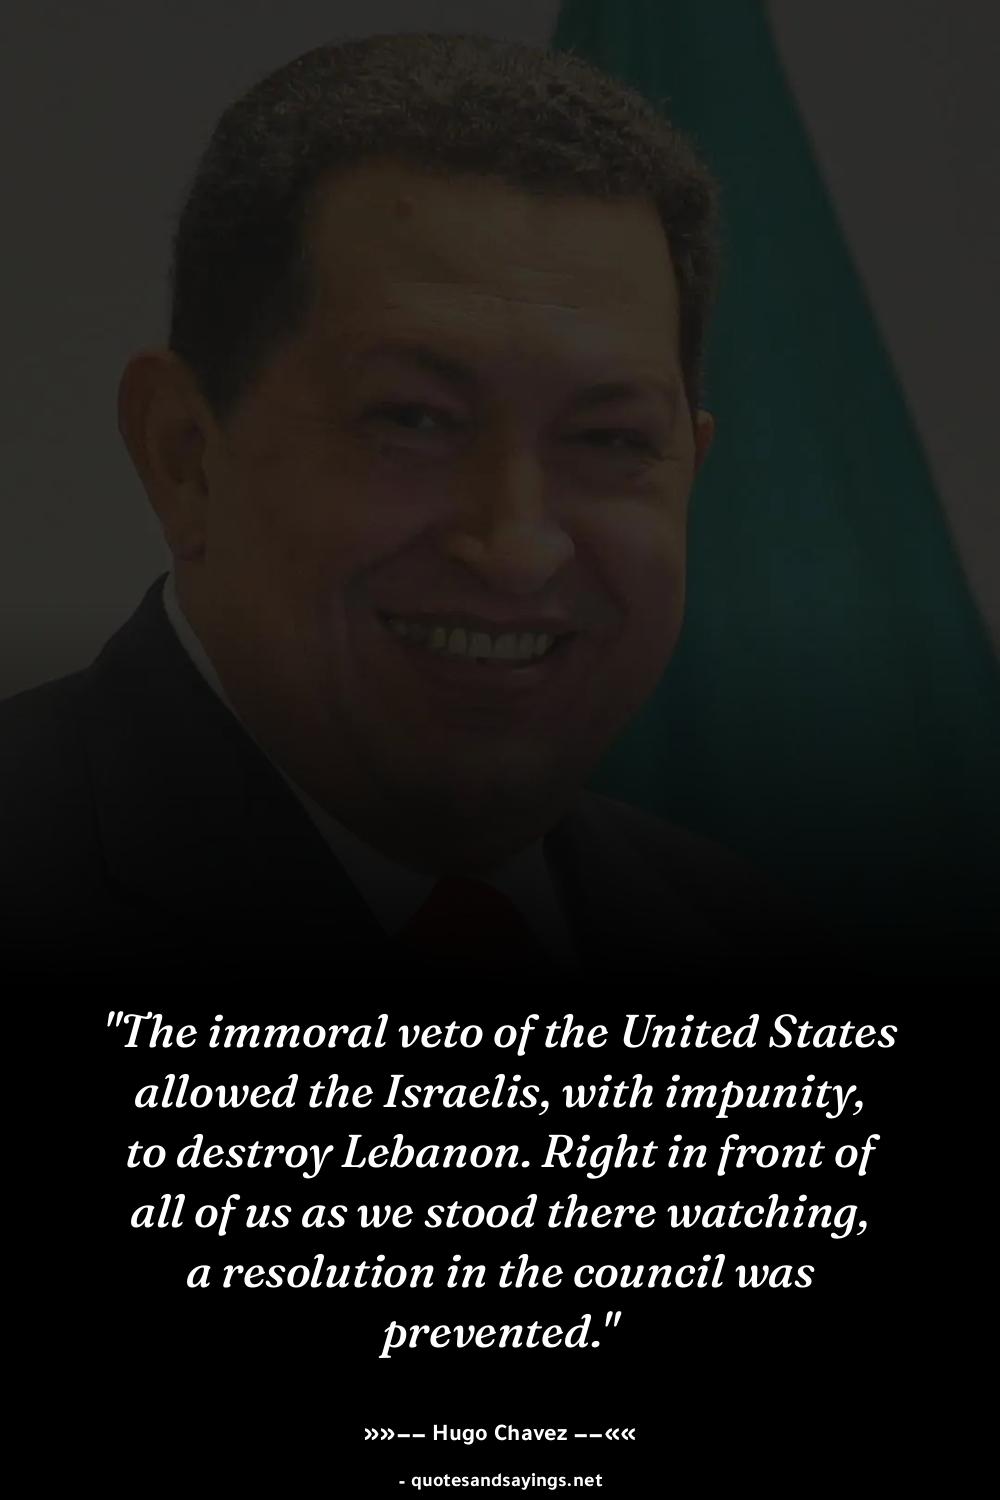 "The immoral veto of the United States
allowed the Israelis, with impunity,
to destroy Lebanon. Right in front of
all of us as we stood there watching,
a resolution in the council was
prevented."
»»−− Hugo Chavez −−««
- quotesandsayings.net